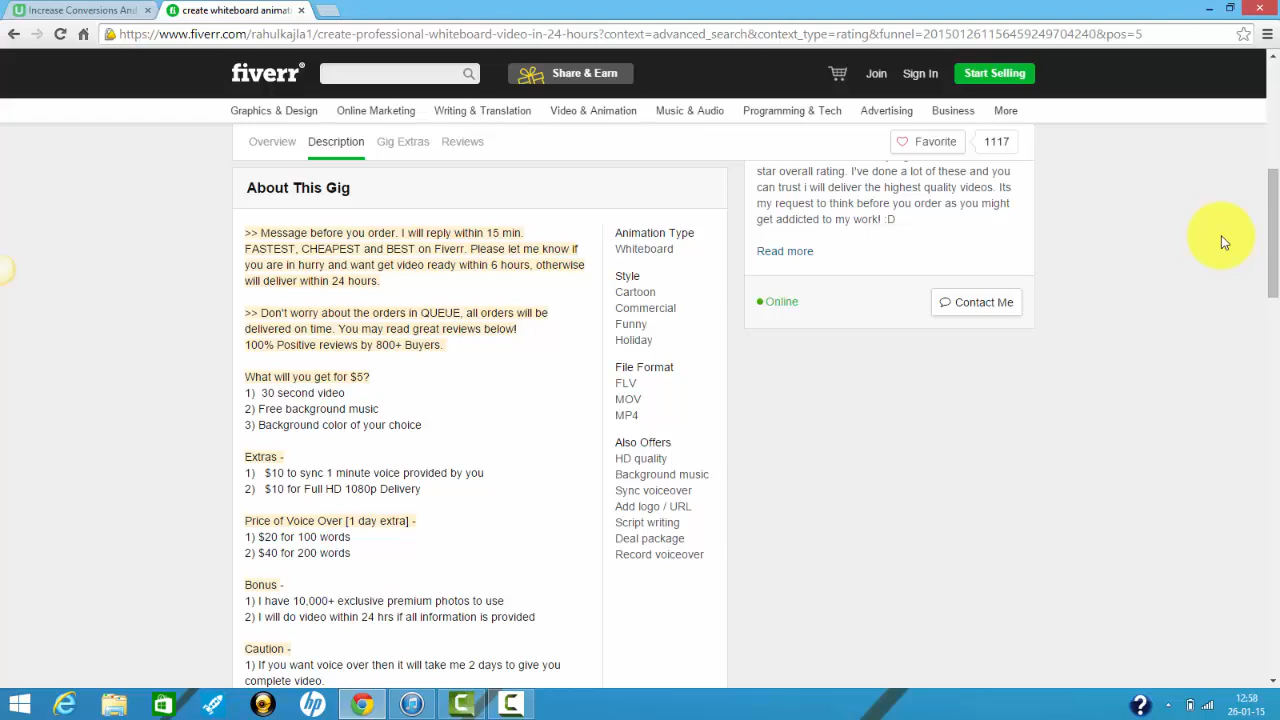 Increase Conversions And
create whiteboard animat
https://www.fiverr.com/rahulkajla1/create-professional-whiteboard-video-in-24hours?context=advanced_search&context_type=rating&funnel=201501261156459249704240&pos=5
fiverr®
Share & Earn
Join
Sign In
Start Selling
Graphics & Design
Online Marketing
Writing & Translation
Video & Animation
Music & Audio
Programming & Tech
Advertising
Business
More
Overview
Description
Gig Extras
Reviews
Favorite
1117
About This Gig
>> Message before you order. I will reply within 15 min.
FASTEST, CHEAPEST and BEST on Fiverr. Please let me know if
you are in hurry and want get video ready within 6 hours, otherwise
will deliver within 24 hours.
>> Don't worry about the orders in QUEUE, all orders will be
delivered on time. You may read great reviews below!
100% Positive reviews by 800+ Buyers.
What will you get for $5?
1) 30 second video
2) Free background music
3) Background color of your choice
Extras -
1) $10 to sync 1 minute voice provided by you
2) $10 for Full HD 1080p Delivery
Price of Voice Over [1 day extra] -
1) $20 for 100 words
2) $40 for 200 words
Bonus -
1) I have 10,000+ exclusive premium photos to use
2) I will do video within 24 hrs if all information is provided
Caution -
1) If you want voice over then it will take me 2 days to give you
complete video.
Animation Type
Whiteboard
Style
Cartoon
Commercial
Funny
Holiday
File Format
FLV
MOV
MP4
Also Offers
HD quality
Background music
Sync voiceover
Add logo / URL
Script writing
Deal package
Record voiceover
star overall rating. I've done a lot of these and you
can trust i will deliver the highest quality videos. Its
my request to think before you order as you might
get addicted to my work! :D
Read more
Online
Contact Me
12:58
26-01-15